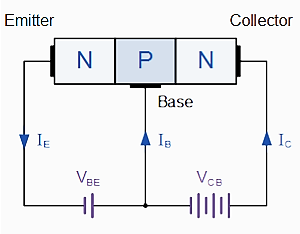 Emitter Collector
N P N
Base
IE IB IC
VBE VCB